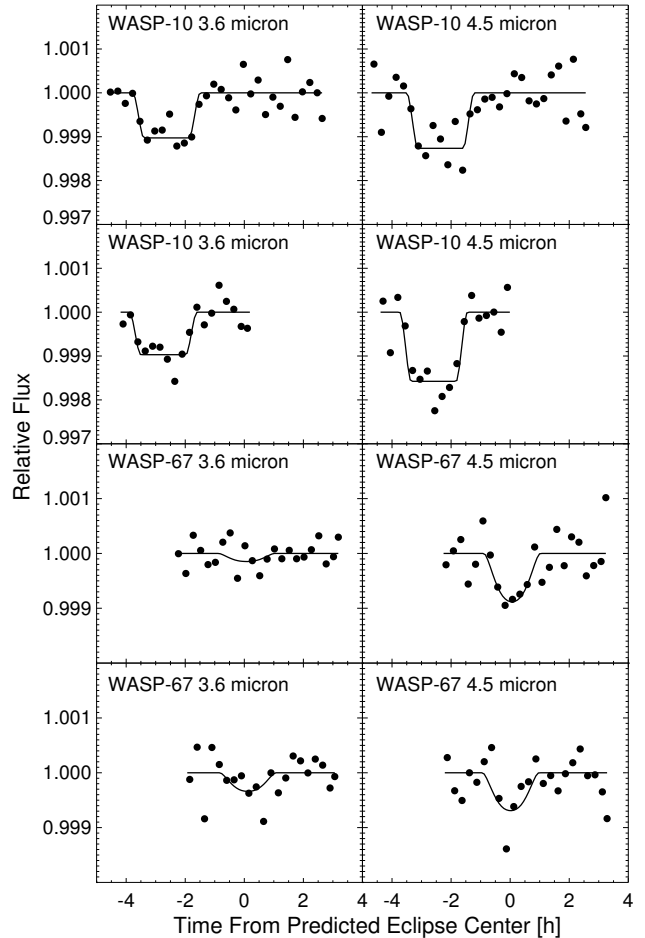 WASP-10 3.6 micron WASP-10 4.5 micron
1.001
1.000
0.999
0.998
0.997
WASP-10 3.6 micron WASP-10 4.5 micron
1.001
1.000
0.999
0.998
0.997
Relative Flux
WASP-67 3.6 micron WASP-67 4.5 micron
1.001
1.000
0.999
WASP-67 3.6 micron WASP-67 4.5 micron
1.001
1.000
0.999
-4 -2 0 2 4 -4 -2 0 2 4
Time From Predicted Eclipse Center [h]